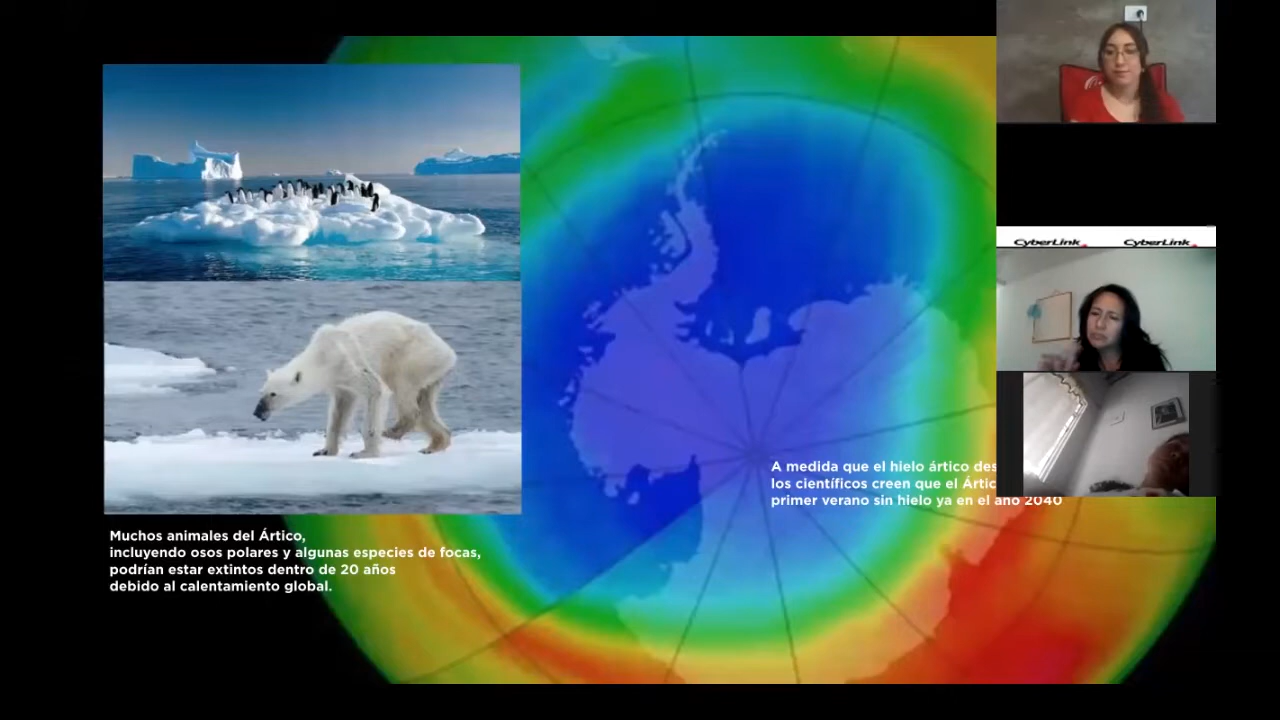 CyberLink CyberLink
A medida que el hielo ártico des
los científicos creen que el Ártic
primer verano sin hielo ya en el año 2040
Muchos animales del Ártico,
incluyendo osos polares y algunas especies de focas,
podrían estar extintos dentro de 20 años
debido al calentamiento global.